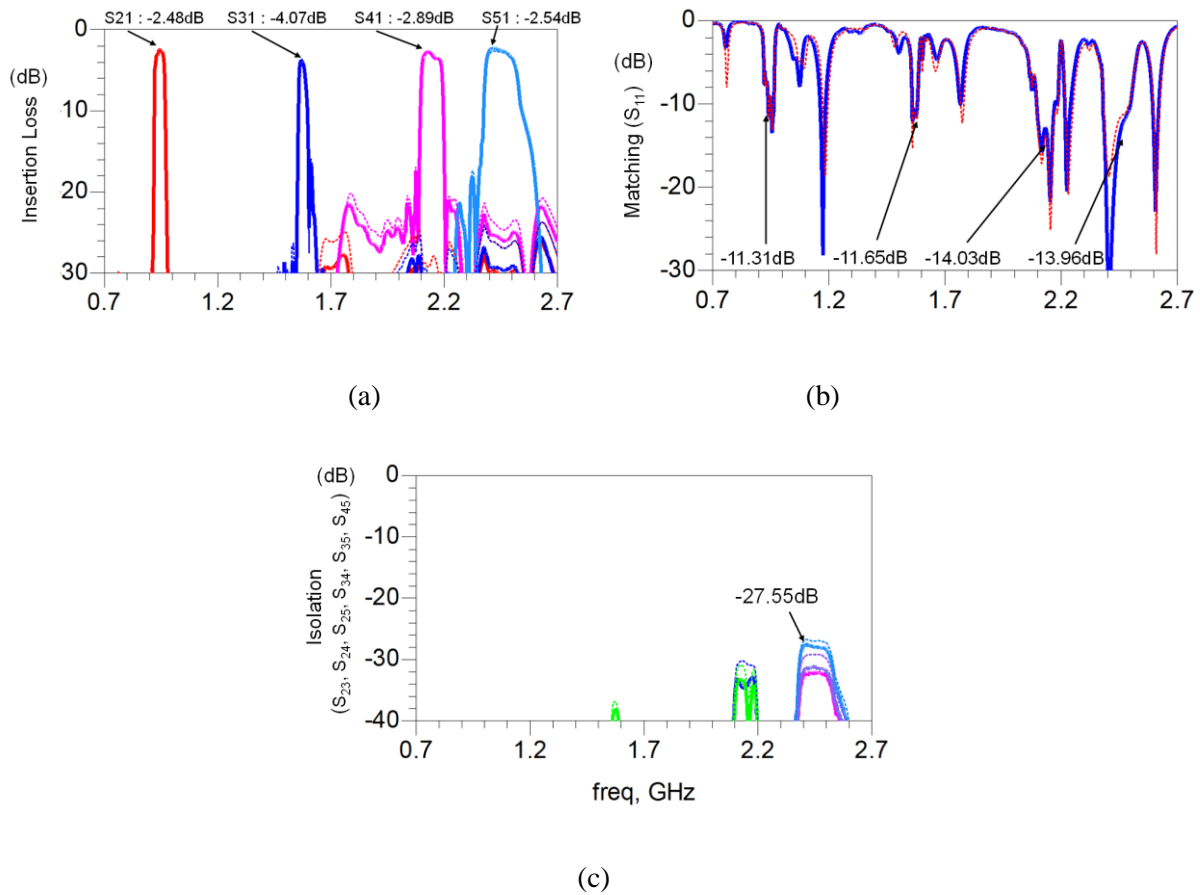 S21 : -2.48dB S31 : -4.07dB S41 : -2.89dB S51 : -2.54dB
0
(dB)
10
20
30
Insertion Loss
0.7 1.2 1.7 2.2 2.7
(a)
0
(dB)
-10
-20
-30
Matching (S11)
-11.31dB -11.65dB -14.03dB -13.96dB
0.7 1.2 1.7 2.2 2.7
(b)
(dB) 0
-10
-20
-30
-40
Isolation
(S23, S24, S25, S34, S35, S45)
-27.55dB
0.7 1.2 1.7 2.2 2.7
freq, GHz
(c)